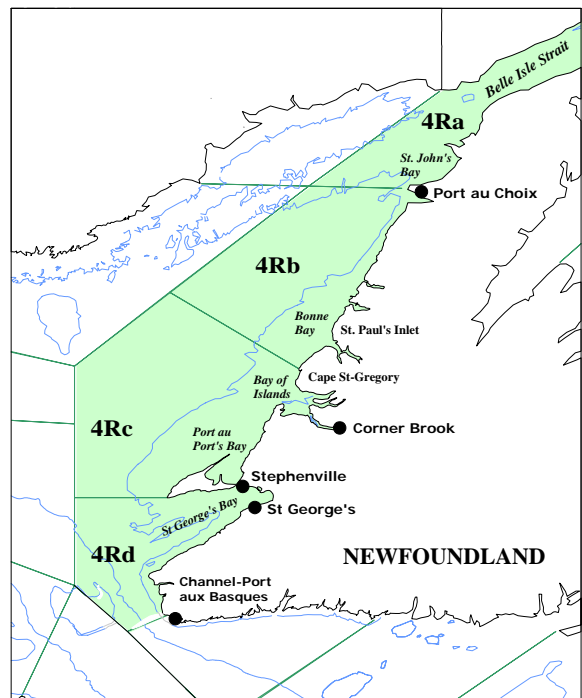 Belle Isle Strait
4Ra
St. John's
Bay
Port au Choix
4Rb
Bonne
Bay
St. Paul's Inlet
Cape St-Gregory
Bay of
Islands
4Rc
Corner Brook
Port au
Port's Bay
Stephenville
St George's Bay
St George's
4Rd
NEWFOUNDLAND
Channel-Port
aux Basques